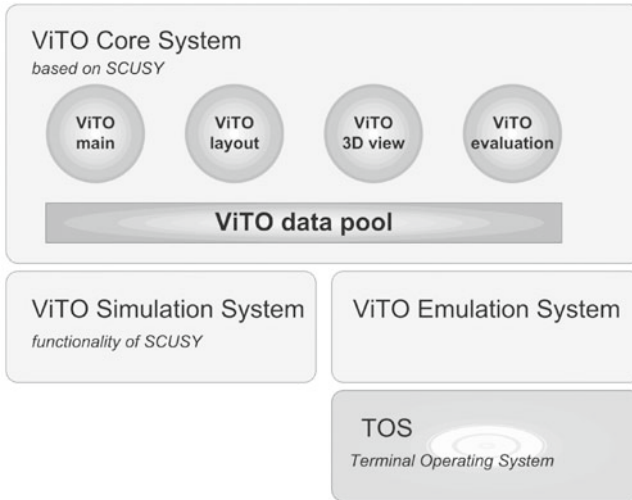 ViTO Core System
based on SCUSY
ViTO
main
ViTO
layout
ViTO
3D view
ViTO
evaluation
ViTO data pool
ViTO Simulation System
functionality of SCUSY
ViTO Emulation System
TOS
Terminal Operating System